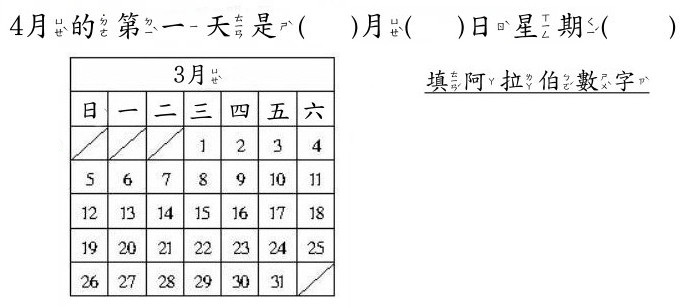 4月的第一天是(　　)月(　　)日星期(　　)
填阿拉伯數字
3月
日 一 二 三 四 五 六
1 2 3 4
5 6 7 8 9 10 11
12 13 14 15 16 17 18
19 20 21 22 23 24 25
26 27 28 29 30 31